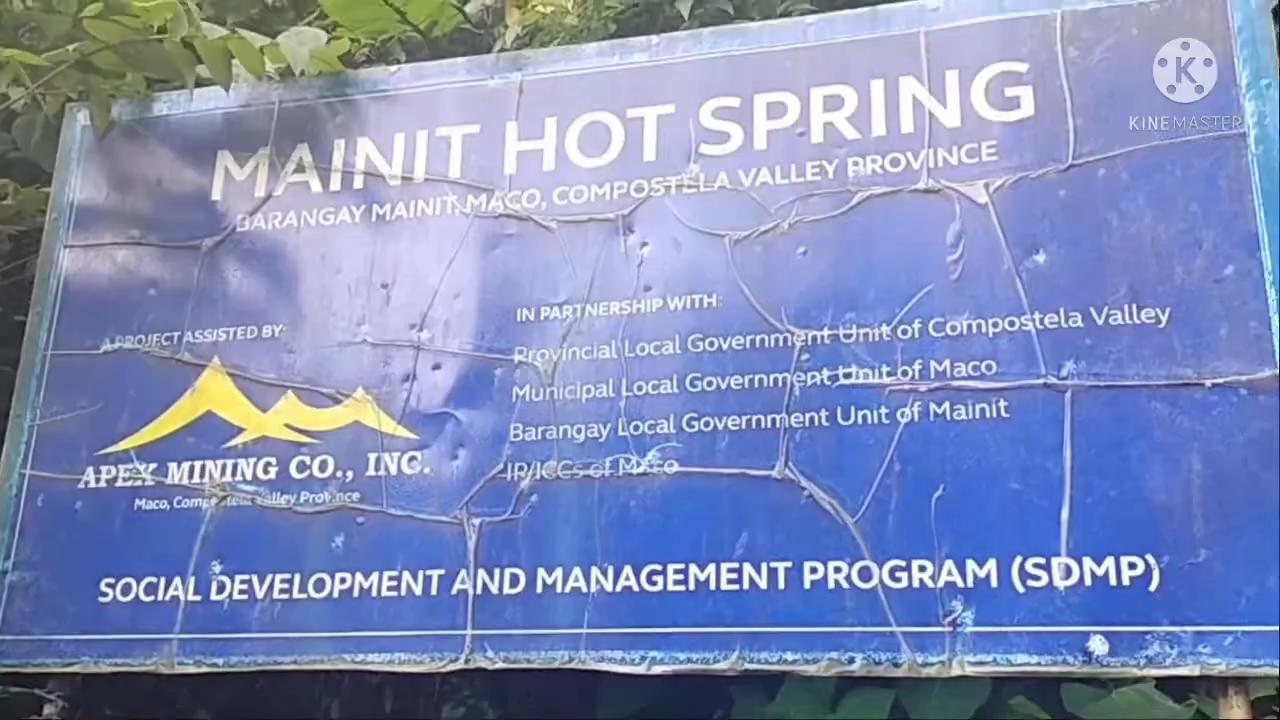 MAINIT HOT SPRING
BARANGAY MAINIT, MACO, COMPOSTELA VALLEY PROVINCE
A PROJECT ASSISTED BY:
APEX MINING CO., INC.
Maco, Compostela Valley Province
IN PARTNERSHIP WITH:
Provincial Local Government Unit of Compostela Valley
Municipal Local Government Unit of Maco
Barangay Local Government Unit of Mainit
IP/ICCs of Maco
SOCIAL DEVELOPMENT AND MANAGEMENT PROGRAM (SDMP)
K
KINEMASTER